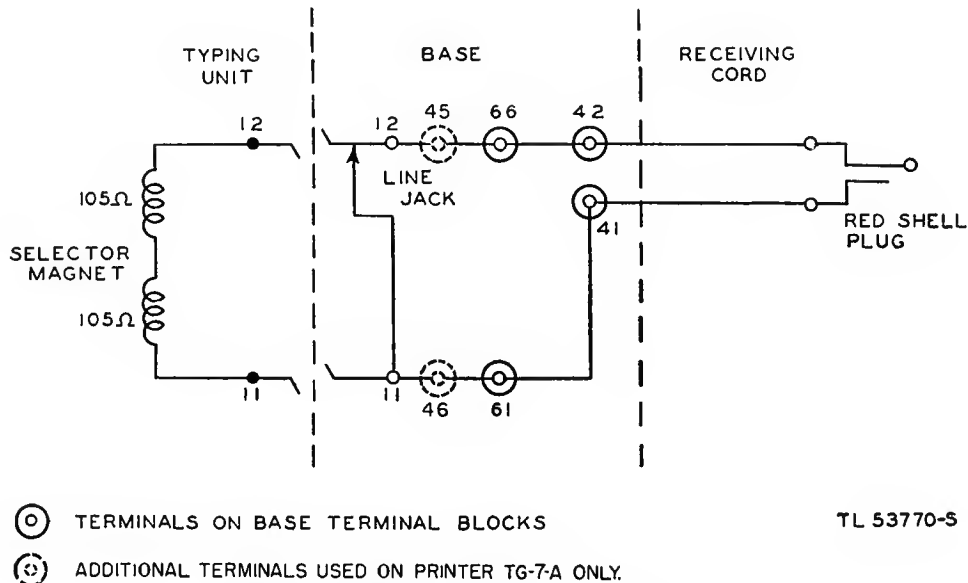 TYPING
UNIT
BASE
RECEIVING
CORD
12
12
45
66
42
LINE
JACK
41
105Ω
SELECTOR
MAGNET
105Ω
RED SHELL
PLUG
11
11
46
61
TERMINALS ON BASE TERMINAL BLOCKS
TL 53770-S
ADDITIONAL TERMINALS USED ON PRINTER TG-7-A ONLY.